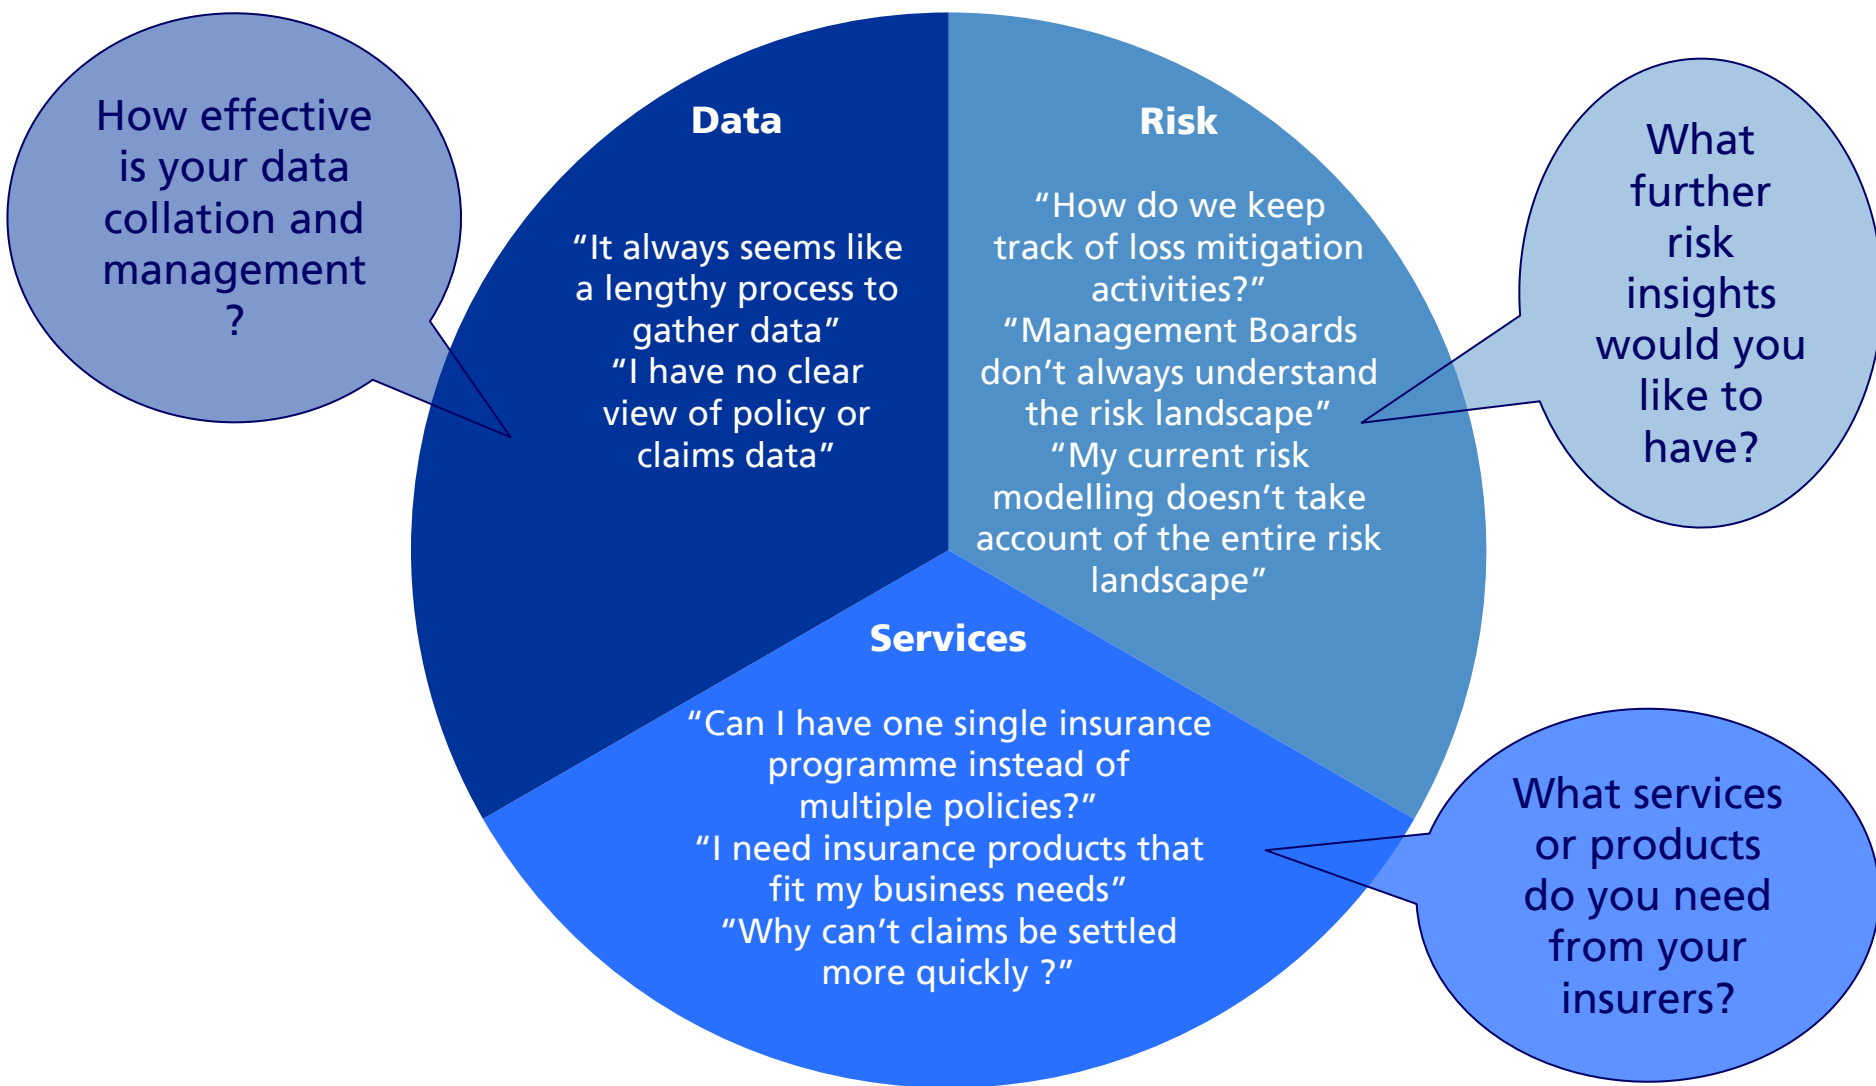 How effective
is your data
collation and
management
?
Data
“It always seems like
a lengthy process to
gather data”
“I have no clear
view of policy or
claims data”
Risk
“How do we keep
track of loss mitigation
activities?”
“Management Boards
don’t always understand
the risk landscape”
“My current risk
modelling doesn’t take
account of the entire risk
landscape”
What
further
risk
insights
would you
like to
have?
Services
“Can I have one single insurance
programme instead of
multiple policies?”
“I need insurance products that
fit my business needs”
“Why can’t claims be settled
more quickly ?”
What services
or products
do you need
from your
insurers?